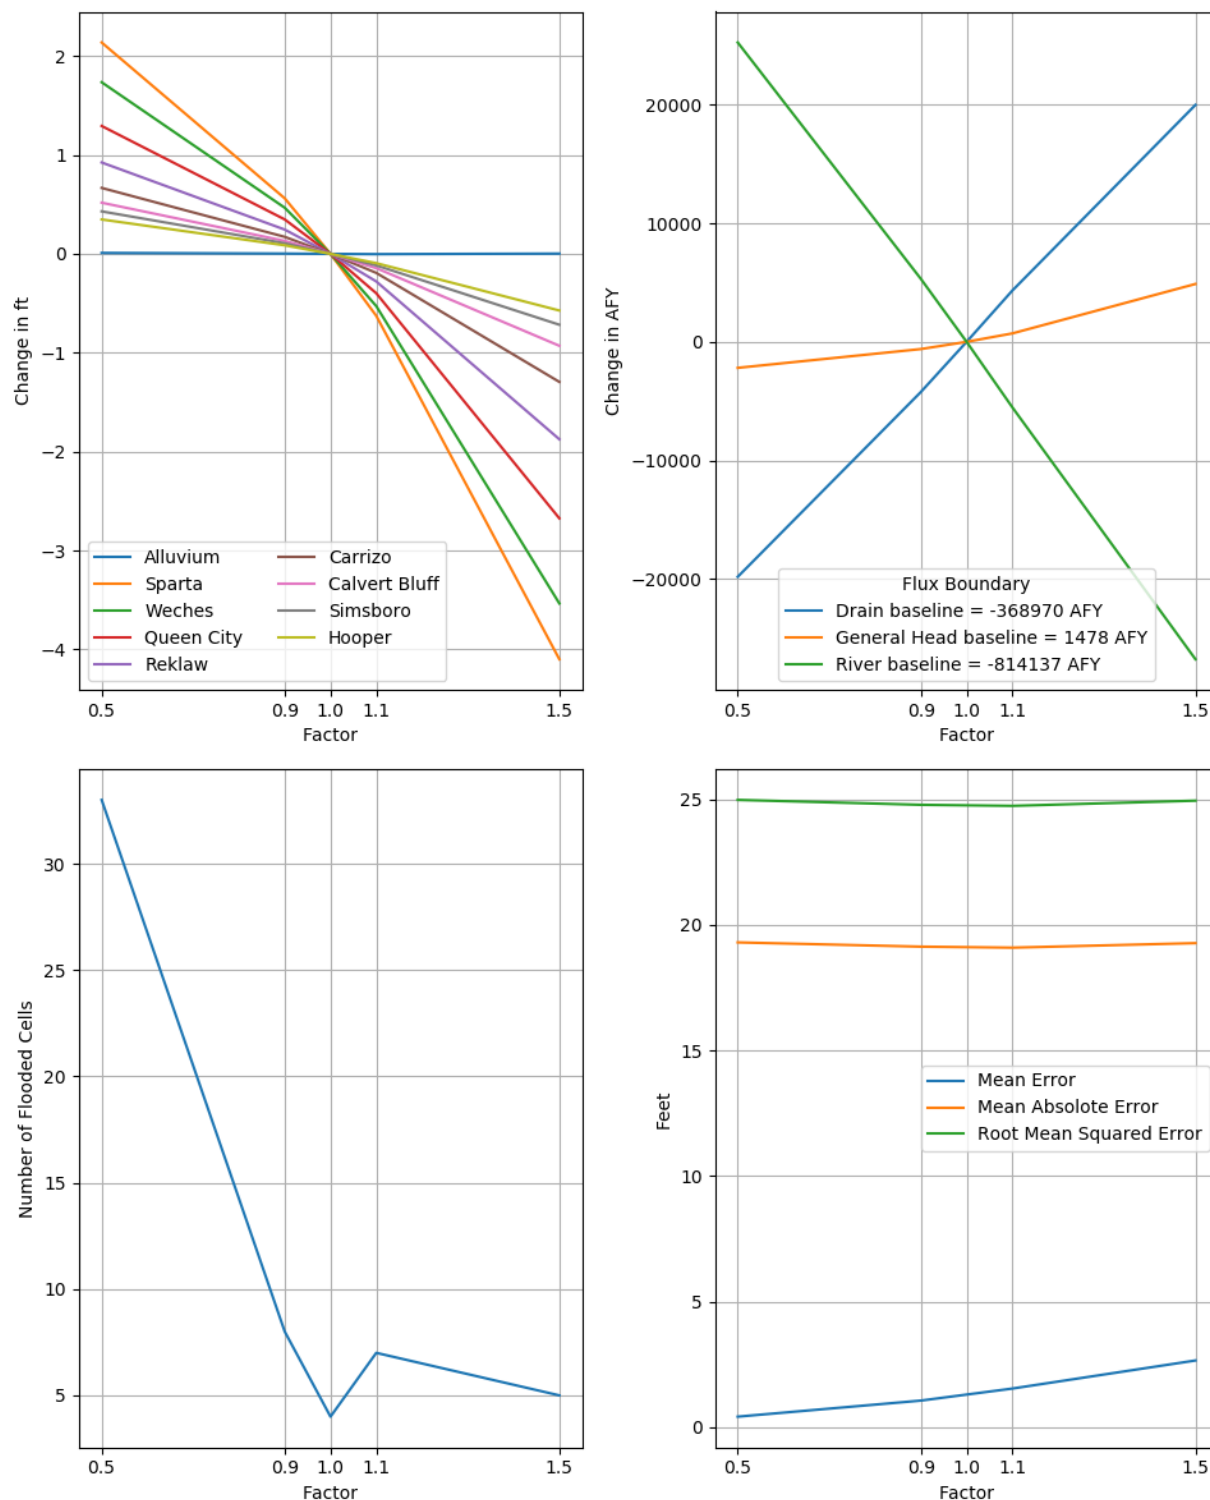 2
1
0
−1
−2
−3
−4
Change in ft
Alluvium
Sparta
Weches
Queen City
Reklaw
Carrizo
Calvert Bluff
Simsboro
Hooper
0.5
0.9
1.0
1.1
1.5
Factor
20000
10000
0
−10000
−20000
Change in AFY
Flux Boundary
Drain baseline = -368970 AFY
General Head baseline = 1478 AFY
River baseline = -814137 AFY
0.5
0.9
1.0
1.1
1.5
Factor
30
25
20
15
10
5
Number of Flooded Cells
0.5
0.9
1.0
1.1
1.5
Factor
25
20
15
10
5
0
Feet
Mean Error
Mean Absolote Error
Root Mean Squared Error
0.5
0.9
1.0
1.1
1.5
Factor